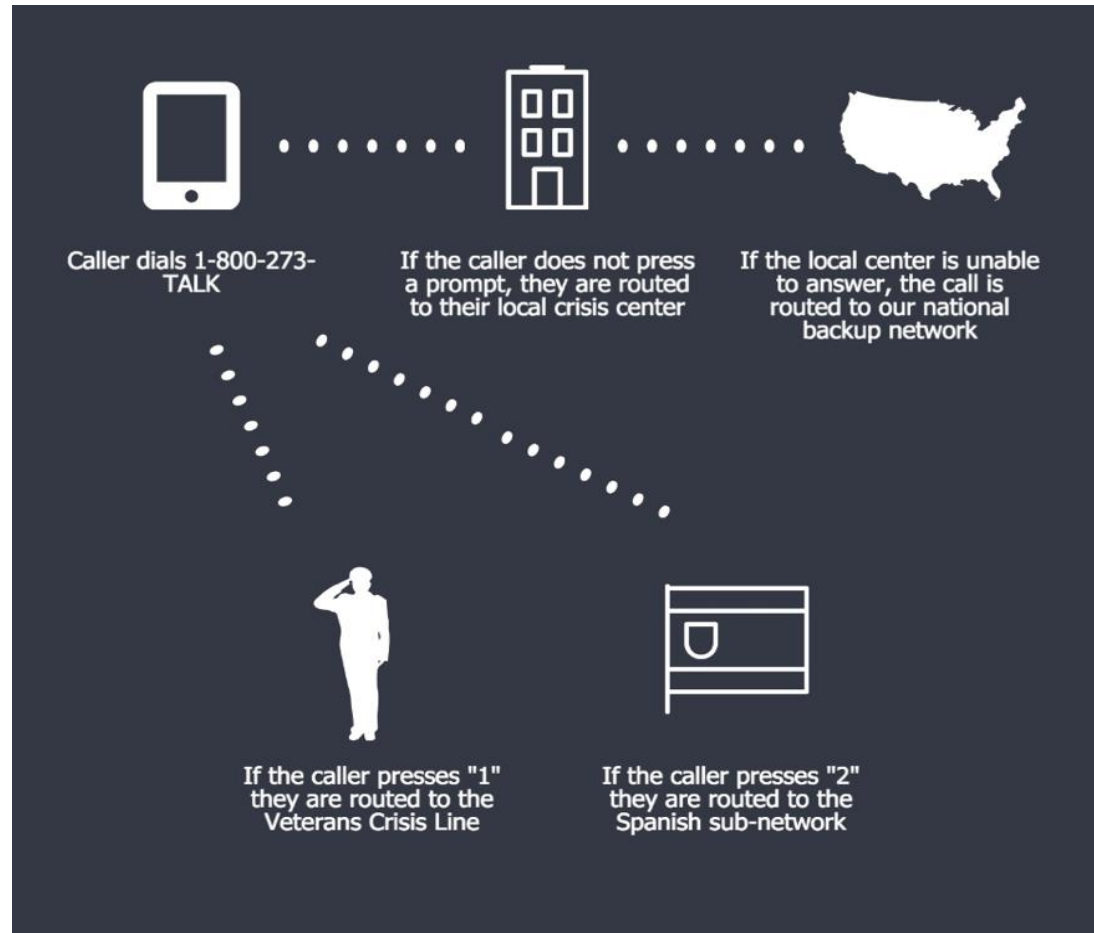 Caller dials 1-800-273-
TALK
If the caller does not press
a prompt, they are routed
to their local crisis center
If the local center is unable
to answer, the call is
routed to our national
backup network
If the caller presses "1"
they are routed to the
Veterans Crisis Line
If the caller presses "2"
they are routed to the
Spanish sub-network